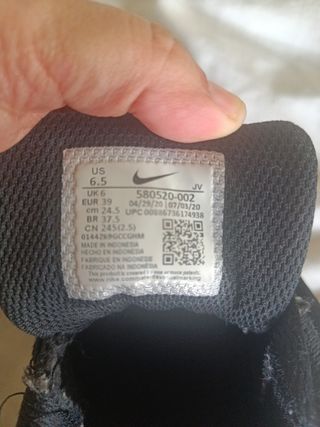 US
6.5
JV
UK 6 580520-002
EUR 39 04/29/20 07/03/20
cm 24.5 UPC 00886736174938
BR 37.5
CN 245(2.5)
MADE IN INDONESIA
HECHO EN INDONESIA
FABRIQUE EN INDONESIE
FABRICADO NA INDONESIA